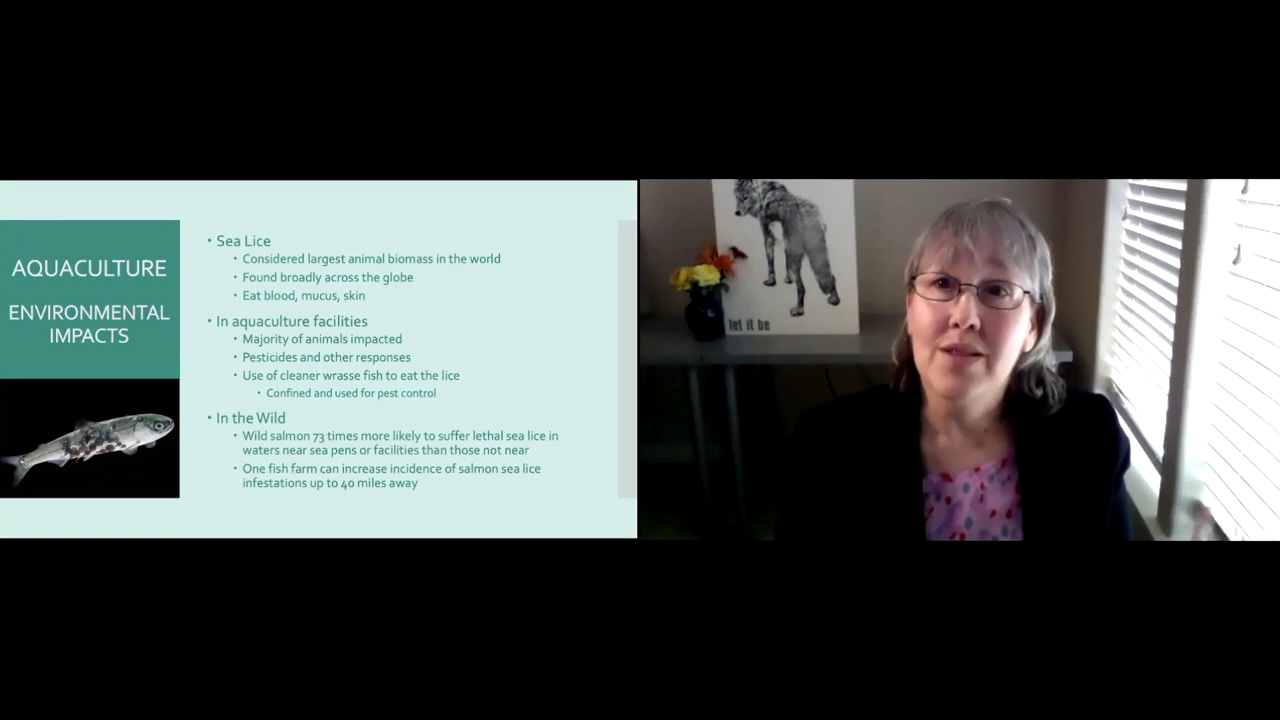 AQUACULTURE
ENVIRONMENTAL
IMPACTS
• Sea Lice
• Considered largest animal biomass in the world
• Found broadly across the globe
• Eat blood, mucus, skin
• In aquaculture facilities
• Majority of animals impacted
• Pesticides and other responses
• Use of cleaner wrasse fish to eat the lice
• Confined and used for pest control
• In the Wild
• Wild salmon 73 times more likely to suffer lethal sea lice in
waters near sea pens or facilities than those not near
• One fish farm can increase incidence of salmon sea lice
infestations up to 40 miles away
let it be